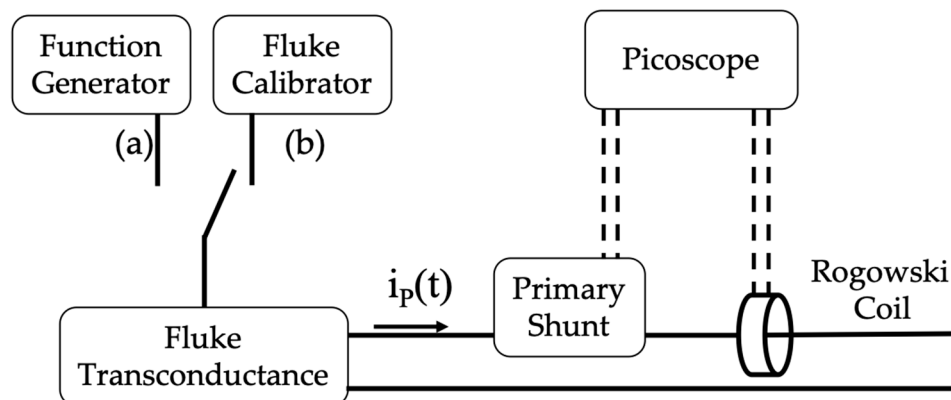 Function
Generator
Fluke
Calibrator
Picoscope
(a)
(b)
Rogowski
Coil
iₚ(t)
Primary
Shunt
Fluke
Transconductance